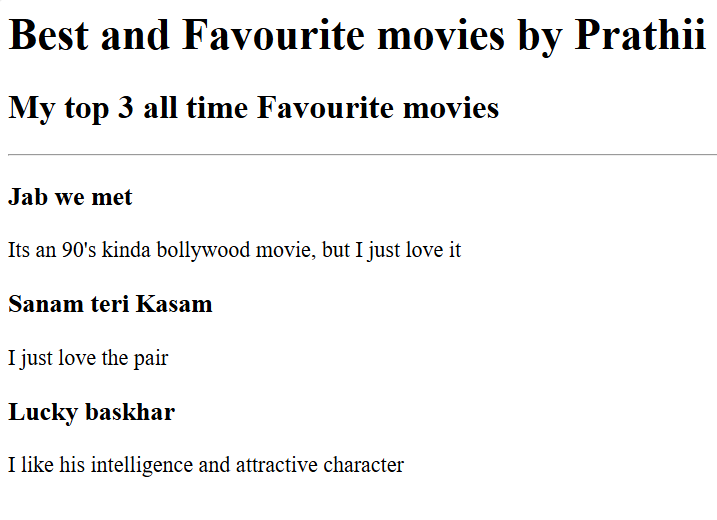 Best and Favourite movies by Prathii
My top 3 all time Favourite movies
Jab we met
Its an 90's kinda bollywood movie, but I just love it
Sanam teri Kasam
I just love the pair
Lucky baskhar
I like his intelligence and attractive character